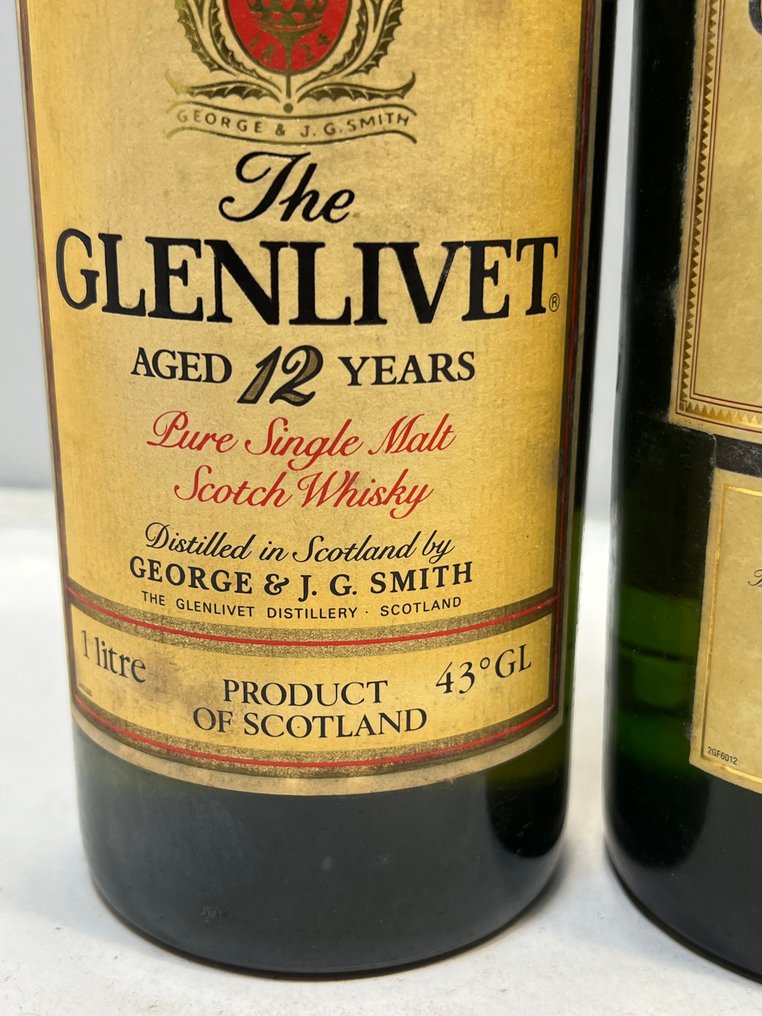 1824
GEORGE & J. G. SMITH
The
GLENLIVET®
AGED 12 YEARS
Pure Single Malt
Scotch Whisky
Distilled in Scotland by
GEORGE & J. G. SMITH
THE GLENLIVET DISTILLERY · SCOTLAND
1 litre
43°GL
PRODUCT
OF SCOTLAND
2GF6012